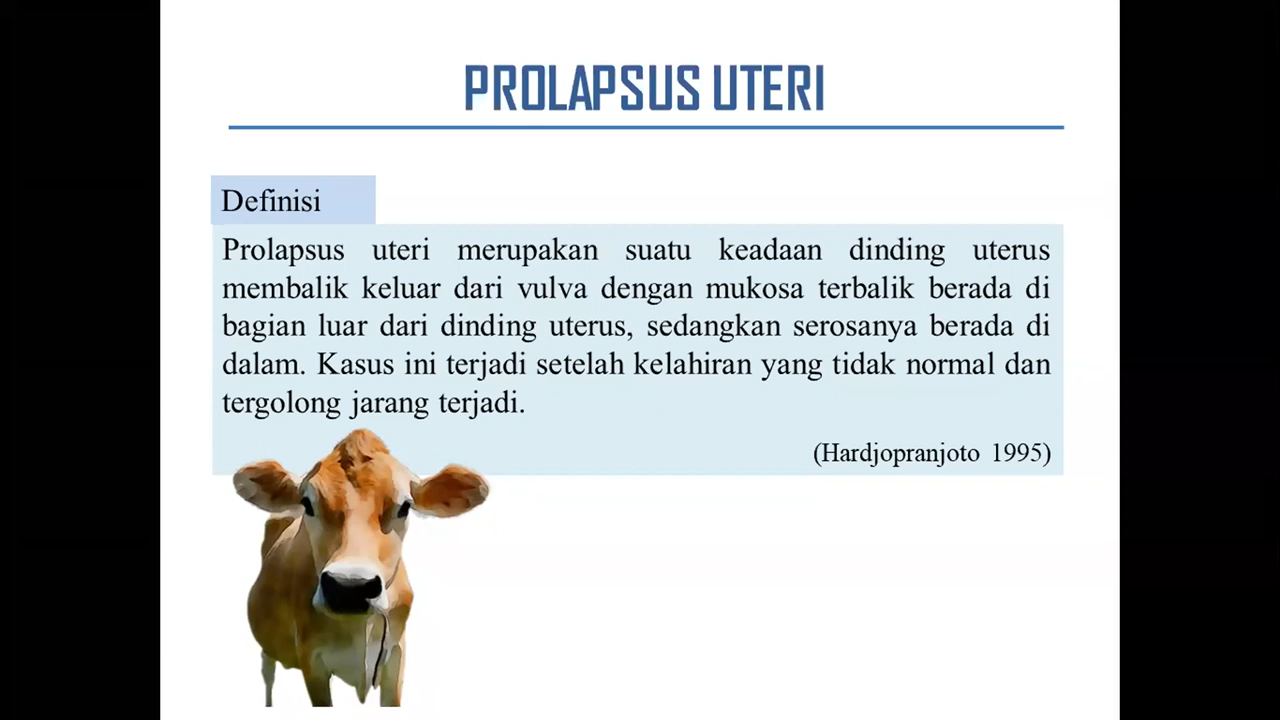 PROLAPSUS UTERI
Definisi
Prolapsus uteri merupakan suatu keadaan dinding uterus
membalik keluar dari vulva dengan mukosa terbalik berada di
bagian luar dari dinding uterus, sedangkan serosanya berada di
dalam. Kasus ini terjadi setelah kelahiran yang tidak normal dan
tergolong jarang terjadi.
(Hardjopranjoto 1995)